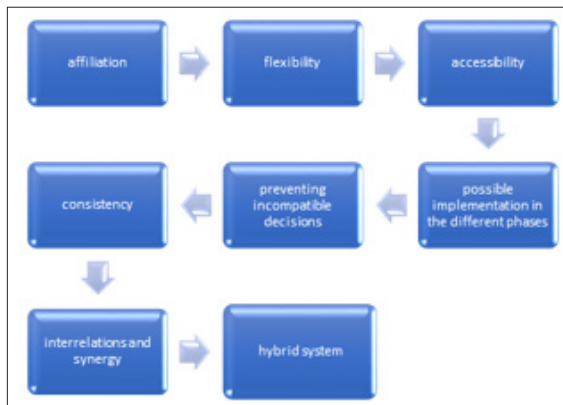 affiliation
flexibility
accessibility
possible
implementation in
the different phases
preventing
incompatible
decisions
consistency
interrelations and
synergy
hybrid system